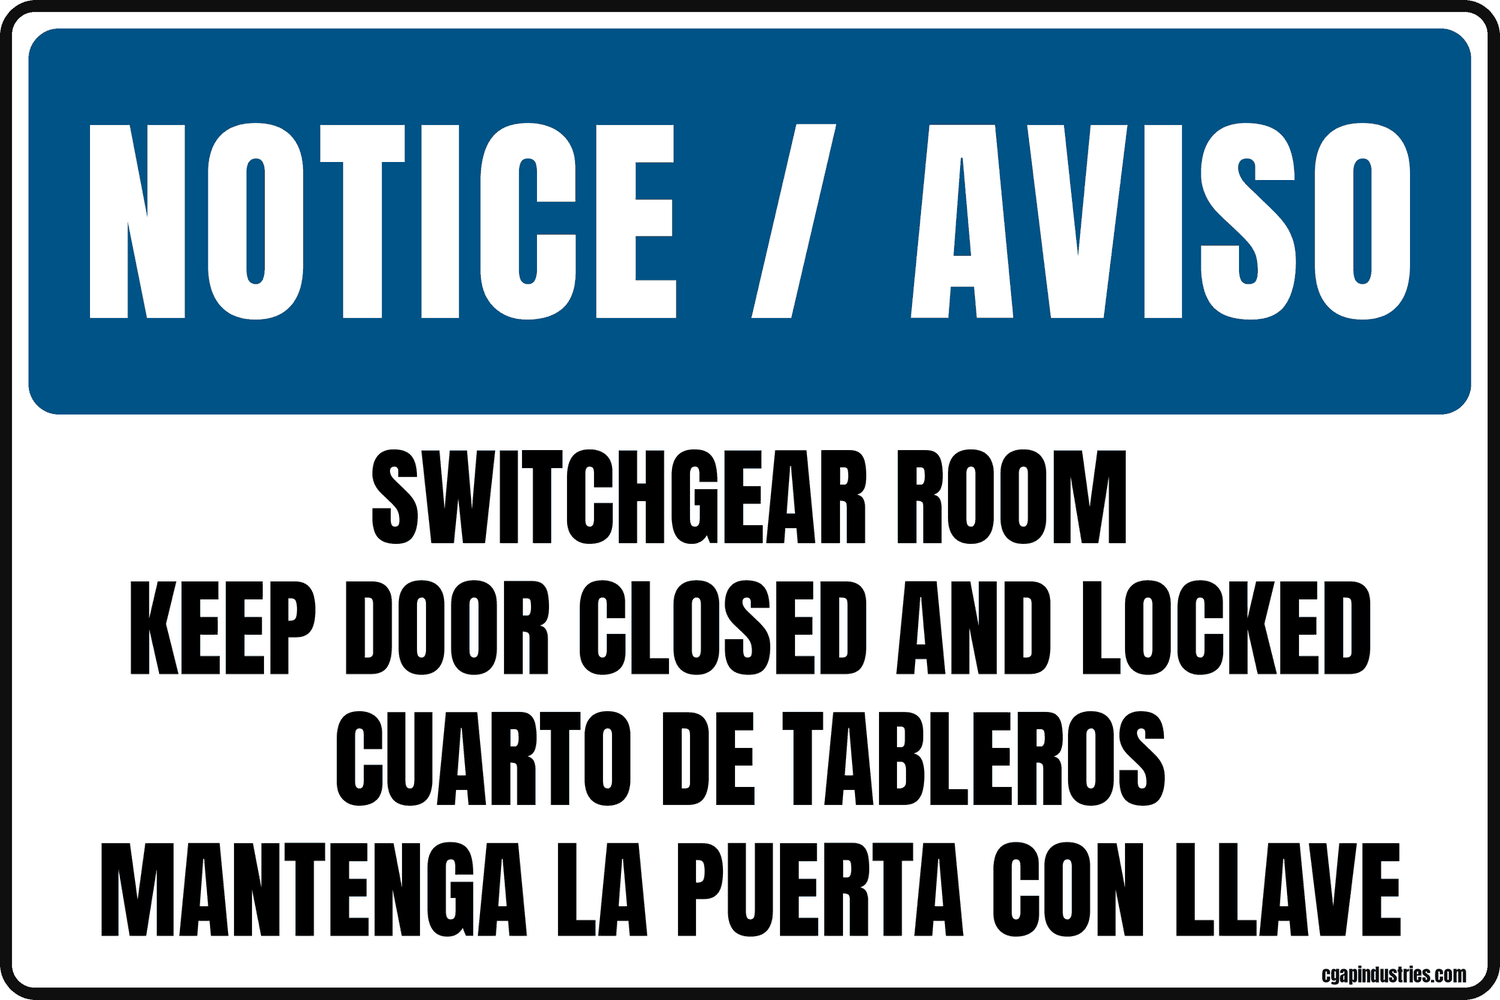 NOTICE / AVISO
SWITCHGEAR ROOM
KEEP DOOR CLOSED AND LOCKED
CUARTO DE TABLEROS
MANTENGA LA PUERTA CON LLAVE
cgapindustries.com